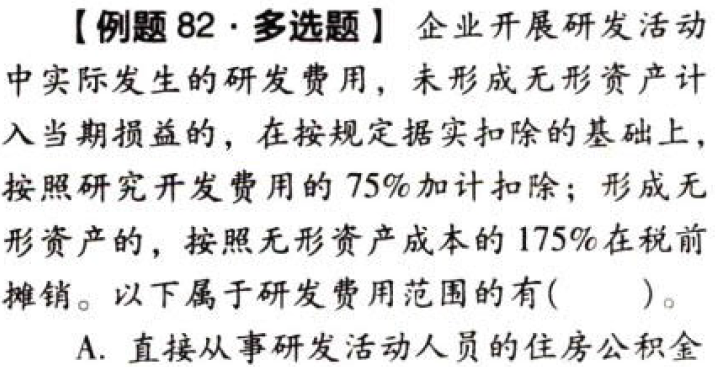 【例题 82·多选题】 企业开展研发活动
中实际发生的研发费用，未形成无形资产计
入当期损益的，在按规定据实扣除的基础上，
按照研究开发费用的 75%加计扣除；形成无
形资产的，按照无形资产成本的 175%在税前
摊销。以下属于研发费用范围的有(　　)。
A. 直接从事研发活动人员的住房公积金